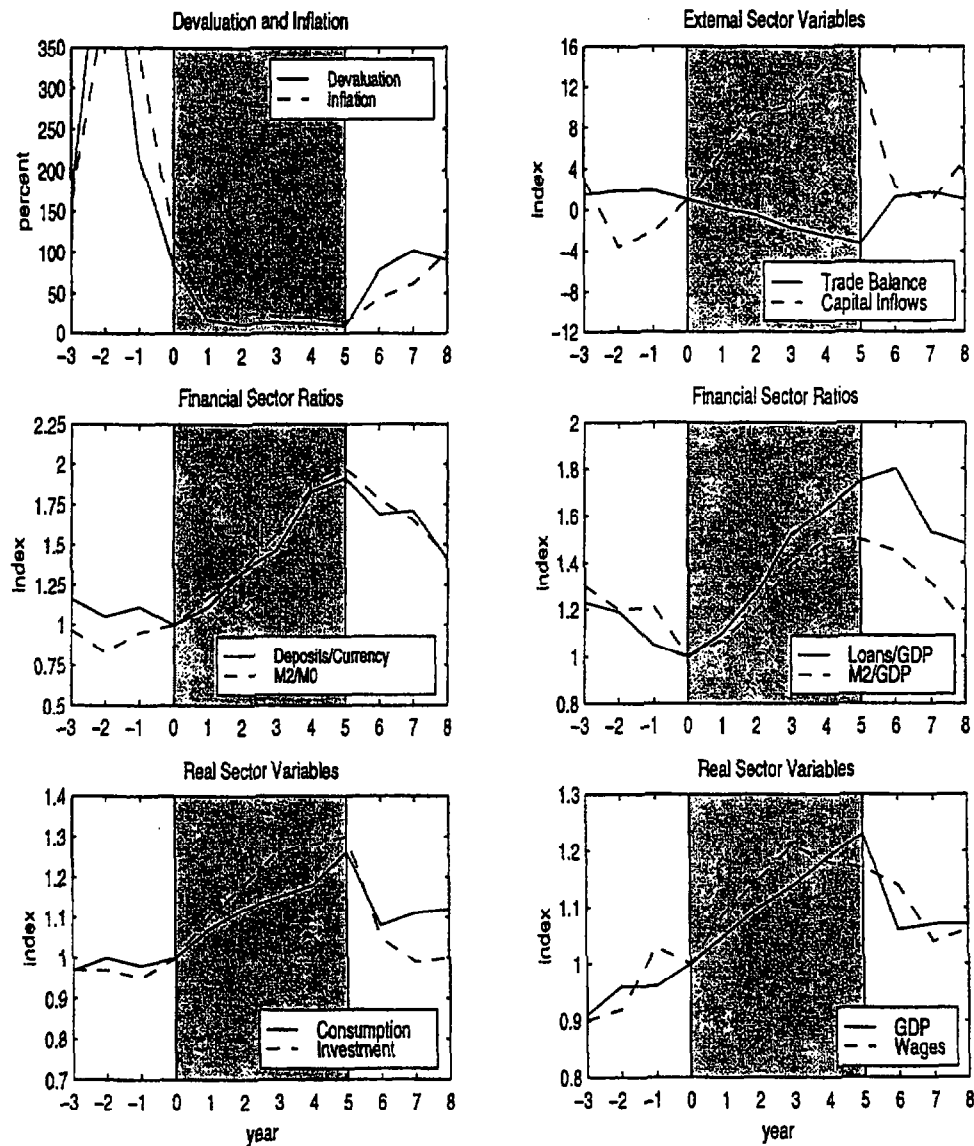 Devaluation and Inflation
350
300
250
200
150
100
50
0
percent
Devaluation
Inflation
-3 -2 -1 0 1 2 3 4 5 6 7 8
External Sector Variables
16
12
8
4
0
-4
-8
-12
index
Trade Balance
Capital Inflows
-3 -2 -1 0 1 2 3 4 5 6 7 8
Financial Sector Ratios
2.25
2
1.75
1.5
1.25
1
0.75
0.5
index
Deposits/Currency
M2/M0
-3 -2 -1 0 1 2 3 4 5 6 7 8
Financial Sector Ratios
2
1.8
1.6
1.4
1.2
1
0.8
index
Loans/GDP
M2/GDP
-3 -2 -1 0 1 2 3 4 5 6 7 8
Real Sector Variables
1.4
1.3
1.2
1.1
1
0.9
0.8
0.7
index
Consumption
Investment
-3 -2 -1 0 1 2 3 4 5 6 7 8
year
Real Sector Variables
1.3
1.2
1.1
1
0.9
0.8
index
GDP
Wages
-3 -2 -1 0 1 2 3 4 5 6 7 8
year